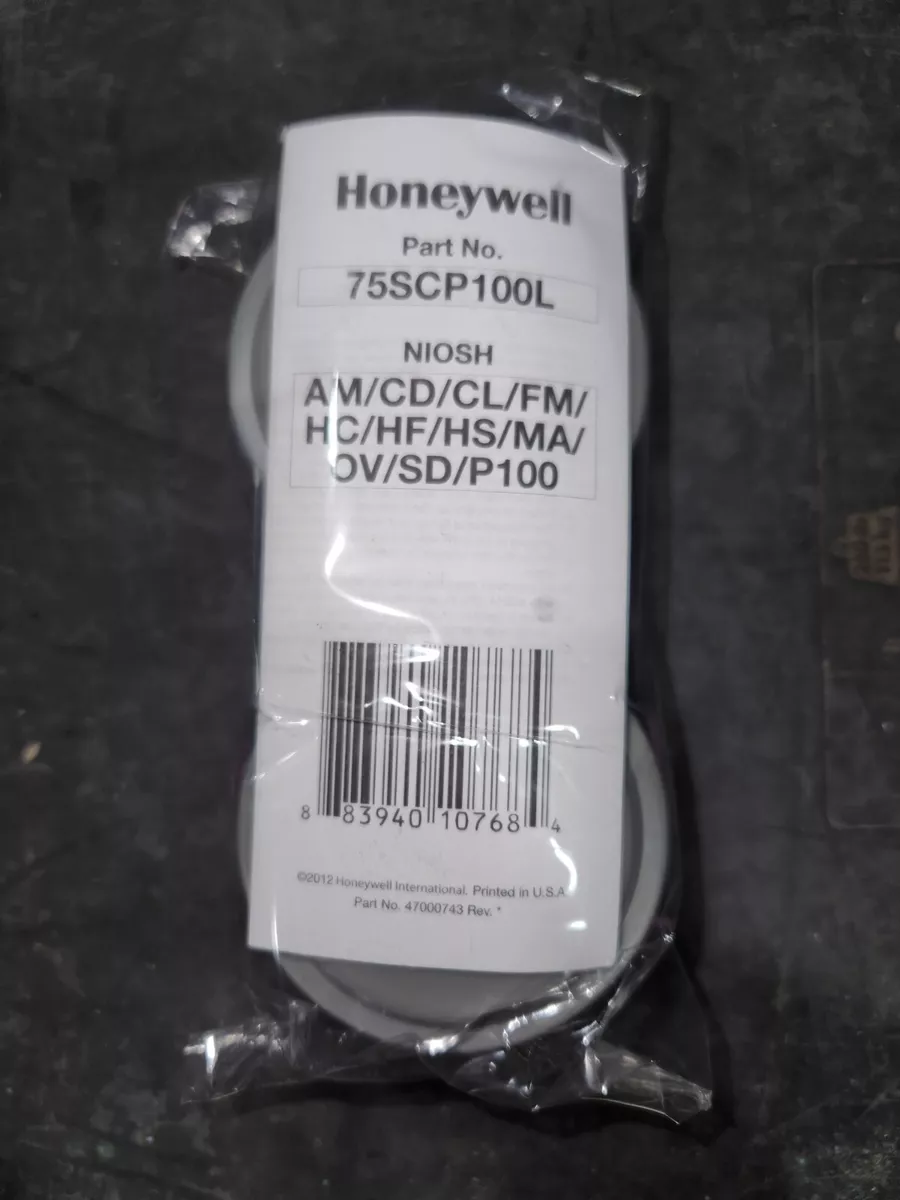 Honeywell
Part No.
75SCP100L
NIOSH
AM/CD/CL/FM/
HC/HF/HS/MA/
OV/SD/P100
8 83940 10768 4
©2012 Honeywell International. Printed in U.S.A.
Part No. 47000743 Rev. *